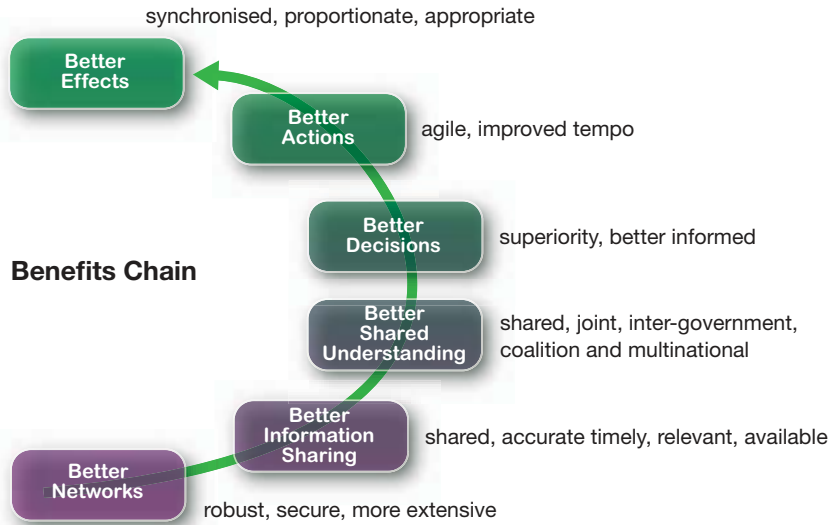 synchronised, proportionate, appropriate
Better
Effects
Better
Actions
agile, improved tempo
Better
Decisions
superiority, better informed
Benefits Chain
Better
Shared
Understanding
shared, joint, inter-government,
coalition and multinational
Better
Information
Sharing
shared, accurate timely, relevant, available
Better
Networks
robust, secure, more extensive